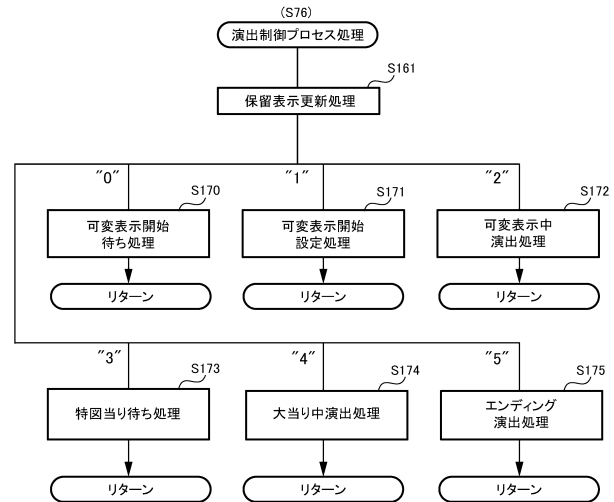 (S76)
演出制御プロセス処理
S161
保留表示更新処理
"0"
"1"
"2"
S170
S171
S172
可変表示開始
待ち処理
可変表示開始
設定処理
可変表示中
演出処理
リターン
リターン
リターン
"3"
"4"
"5"
S173
S174
S175
特図当り待ち処理
大当り中演出処理
エンディング
演出処理
リターン
リターン
リターン